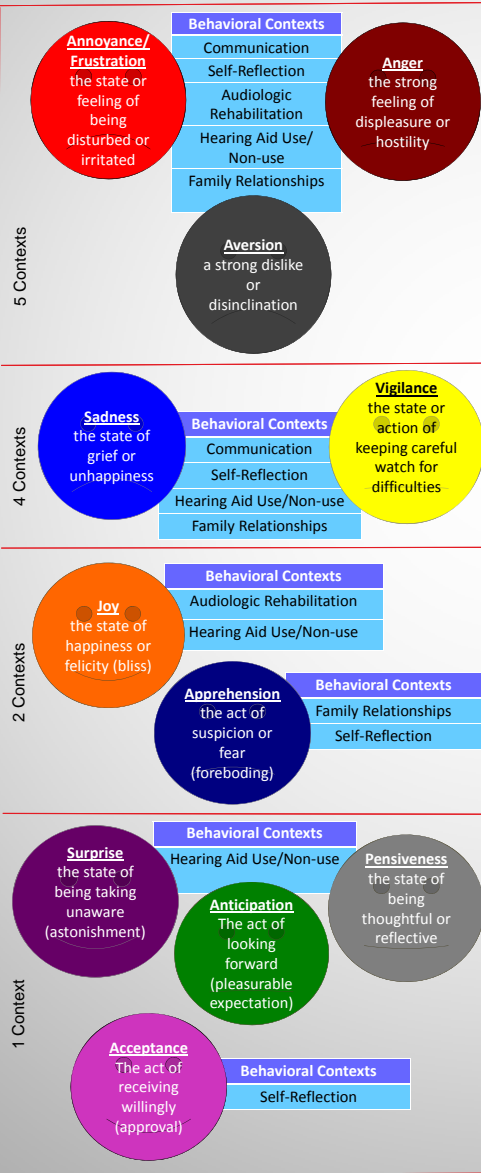 Annoyance/
Frustration
the state or
feeling of
being
disturbed or
irritated
Behavioral Contexts
Communication
Self-Reflection
Audiologic
Rehabilitation
Hearing Aid Use/
Non-use
Family Relationships
Anger
the strong
feeling of
displeasure or
hostility
Aversion
a strong dislike
or
disinclination
5 Contexts
Sadness
the state of
grief or
unhappiness
Behavioral Contexts
Communication
Self-Reflection
Hearing Aid Use/Non-use
Family Relationships
Vigilance
the state or
action of
keeping careful
watch for
difficulties
4 Contexts
Joy
the state of
happiness or
felicity (bliss)
Behavioral Contexts
Audiologic Rehabilitation
Hearing Aid Use/Non-use
Apprehension
the act of
suspicion or
fear
(foreboding)
Behavioral Contexts
Family Relationships
Self-Reflection
2 Contexts
Surprise
the state of
being taking
unaware
(astonishment)
Behavioral Contexts
Hearing Aid Use/Non-use
Anticipation
The act of
looking
forward
(pleasurable
expectation)
Pensiveness
the state of
being
thoughtful or
reflective
1 Context
Acceptance
The act of
receiving
willingly
(approval)
Behavioral Contexts
Self-Reflection